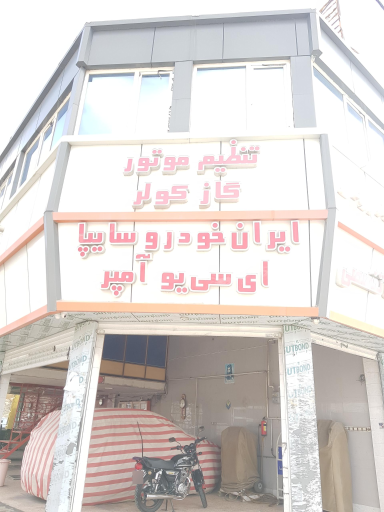 تنظیم موتور
گاز کولر
ایران خودرو سایپا
ای سی یو آمپر